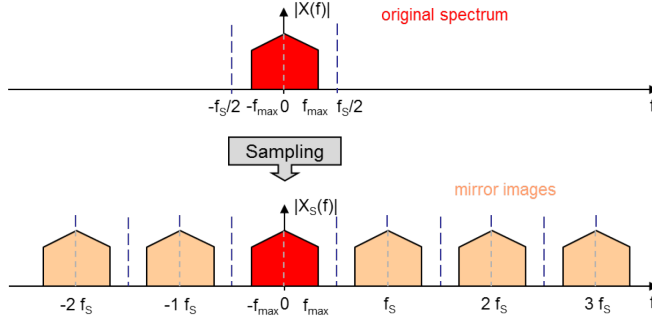 |X(f)|
original spectrum
-fS/2 -fmax 0 fmax fS/2 f
Sampling
|XS(f)|
mirror images
-2 fS -1 fS -fmax 0 fmax fS 2 fS 3 fS f